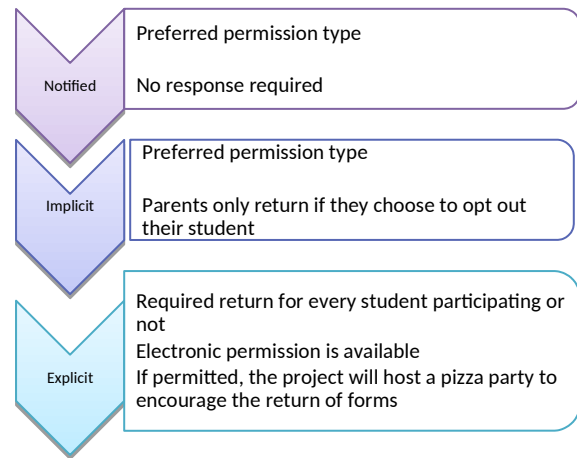 Notified
Preferred permission type
No response required
Implicit
Preferred permission type
Parents only return if they choose to opt out
their student
Explicit
Required return for every student participating or
not
Electronic permission is available
If permitted, the project will host a pizza party to
encourage the return of forms